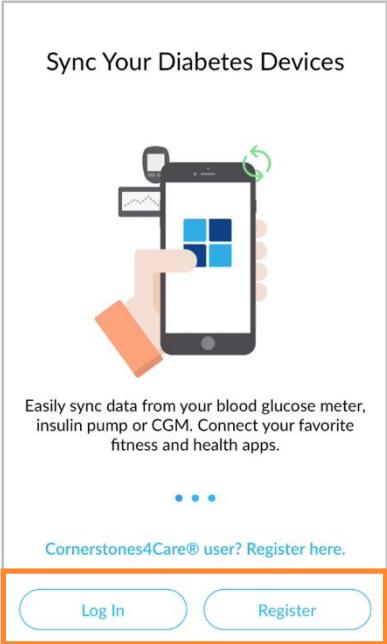 Sync Your Diabetes Devices
Easily sync data from your blood glucose meter,
insulin pump or CGM. Connect your favorite
fitness and health apps.
Cornerstones4Care® user? Register here.
Log In
Register